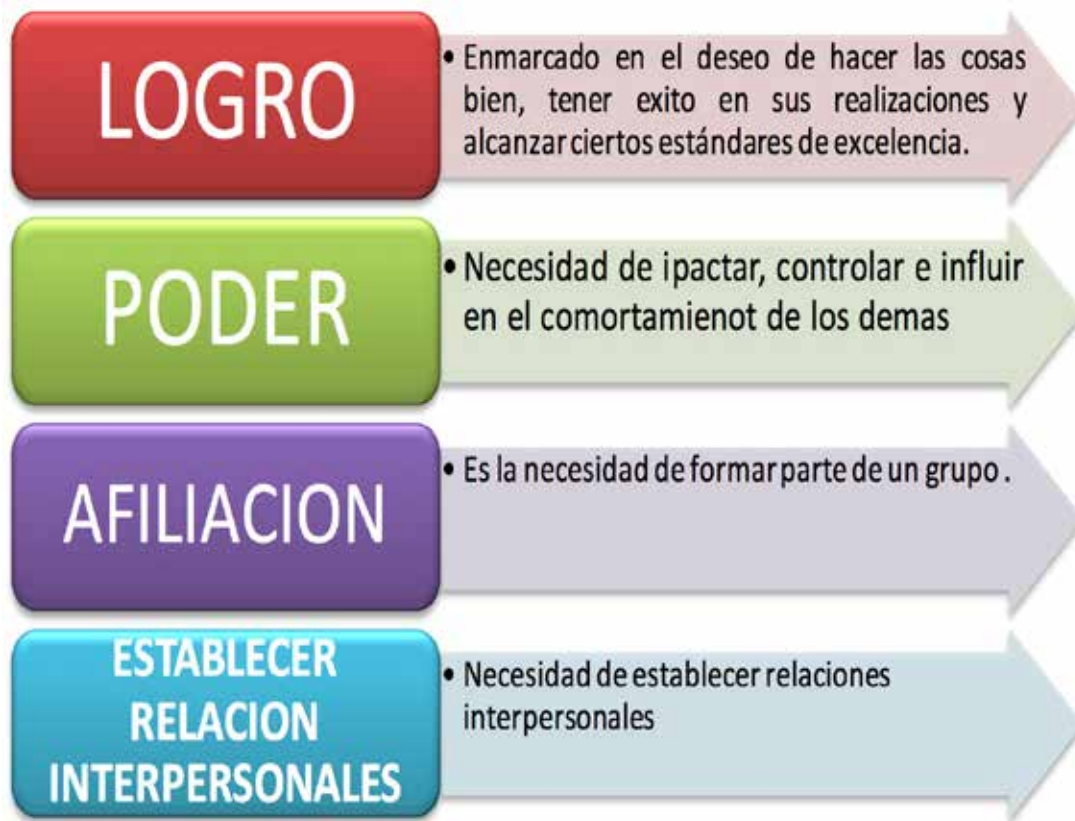 LOGRO
• Enmarcado en el deseo de hacer las cosas
bien, tener exito en sus realizaciones y
alcanzar ciertos estándares de excelencia.
PODER
• Necesidad de ipactar, controlar e influir
en el comortamienot de los demas
AFILIACION
• Es la necesidad de formar parte de un grupo .
ESTABLECER
RELACION
INTERPERSONALES
• Necesidad de establecer relaciones
interpersonales